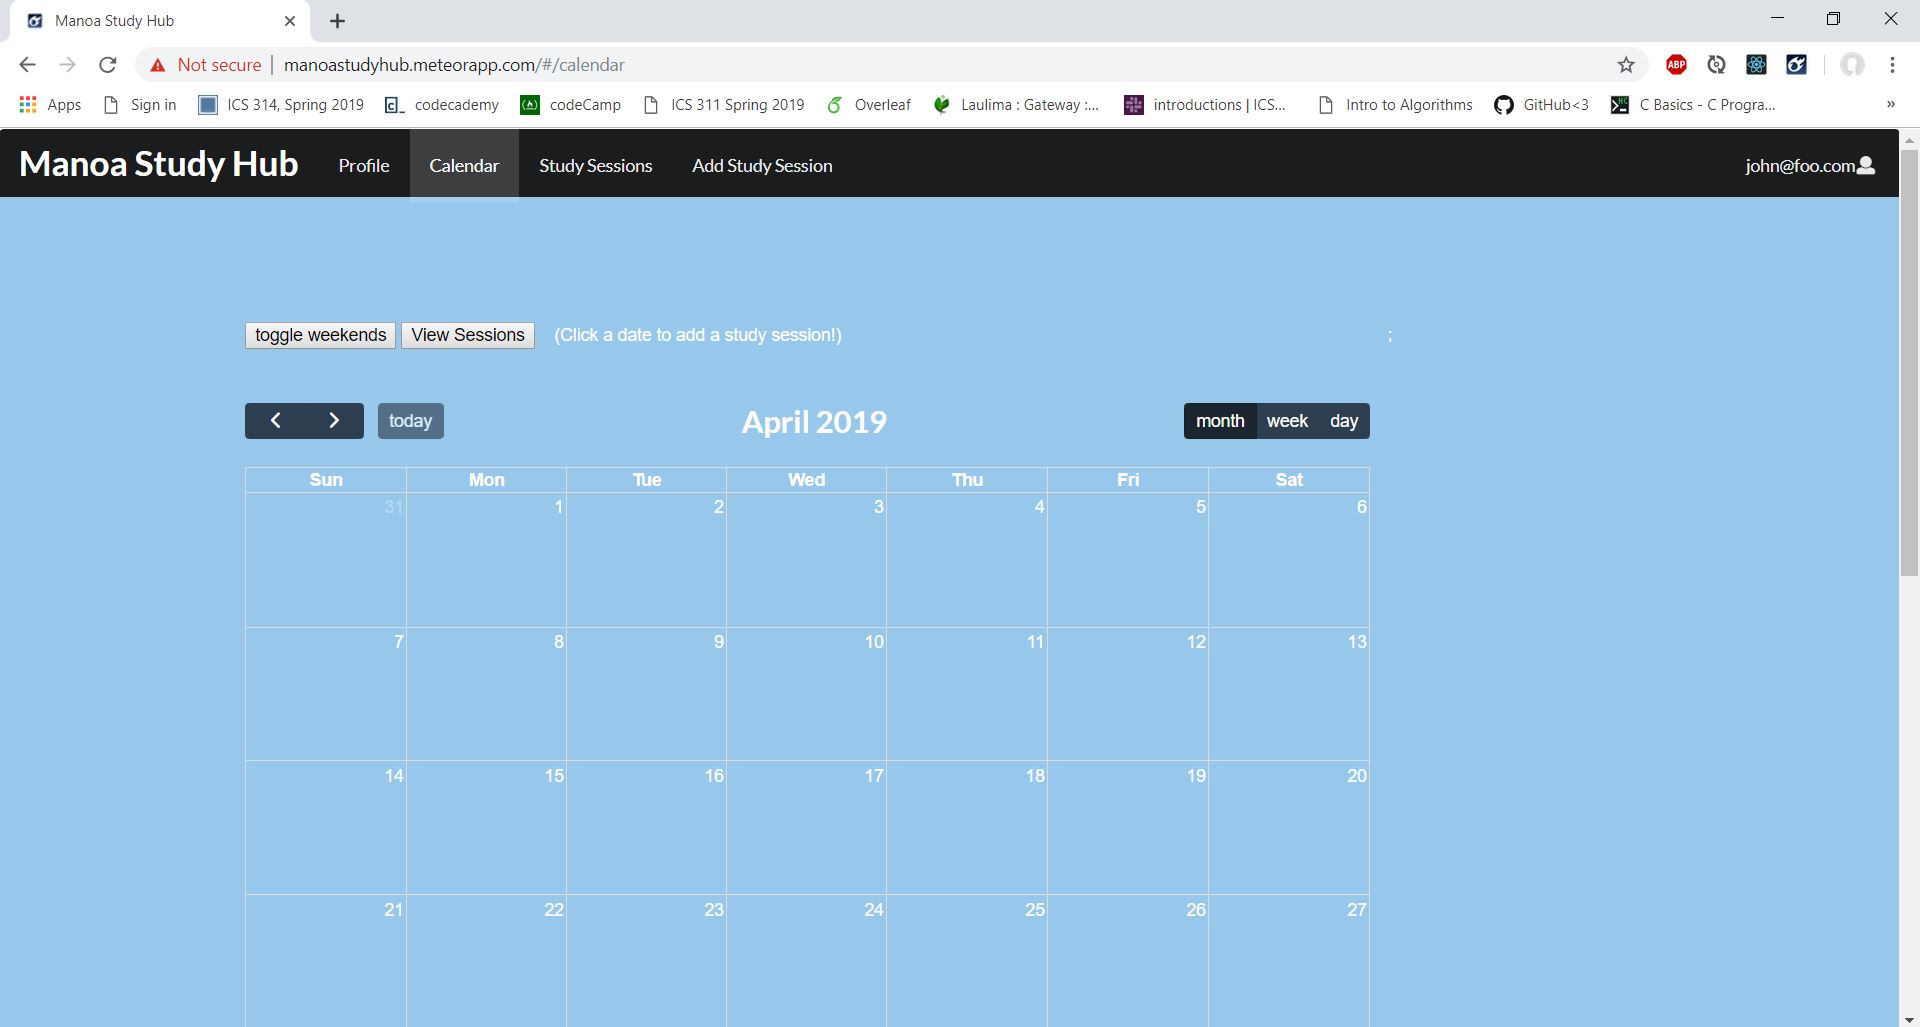 Manoa Study Hub
Not secure | manoastudyhub.meteorapp.com/#/calendar
ABP
Apps Sign in ICS 314, Spring 2019 codecademy codeCamp ICS 311 Spring 2019 Overleaf Laulima : Gateway :... introductions | ICS... Intro to Algorithms GitHub<3 C Basics - C Progra... »
Manoa Study Hub Profile Calendar Study Sessions Add Study Session john@foo.com
toggle weekends View Sessions (Click a date to add a study session!) ;
today April 2019 month week day
Sun Mon Tue Wed Thu Fri Sat
31 1 2 3 4 5 6
7 8 9 10 11 12 13
14 15 16 17 18 19 20
21 22 23 24 25 26 27